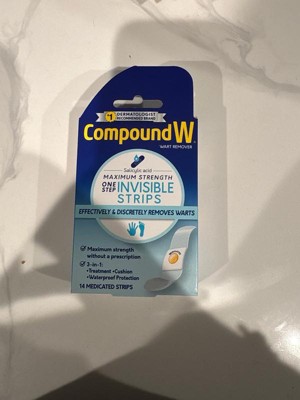 #1 DERMATOLOGIST
RECOMMENDED BRAND
CompoundW
WART REMOVER
Salicylic acid
MAXIMUM STRENGTH
ONE STEP INVISIBLE
STRIPS
EFFECTIVELY & DISCRETELY REMOVES WARTS
Maximum strength
without a prescription
3-in-1:
•Treatment •Cushion
•Waterproof Protection
14 MEDICATED STRIPS